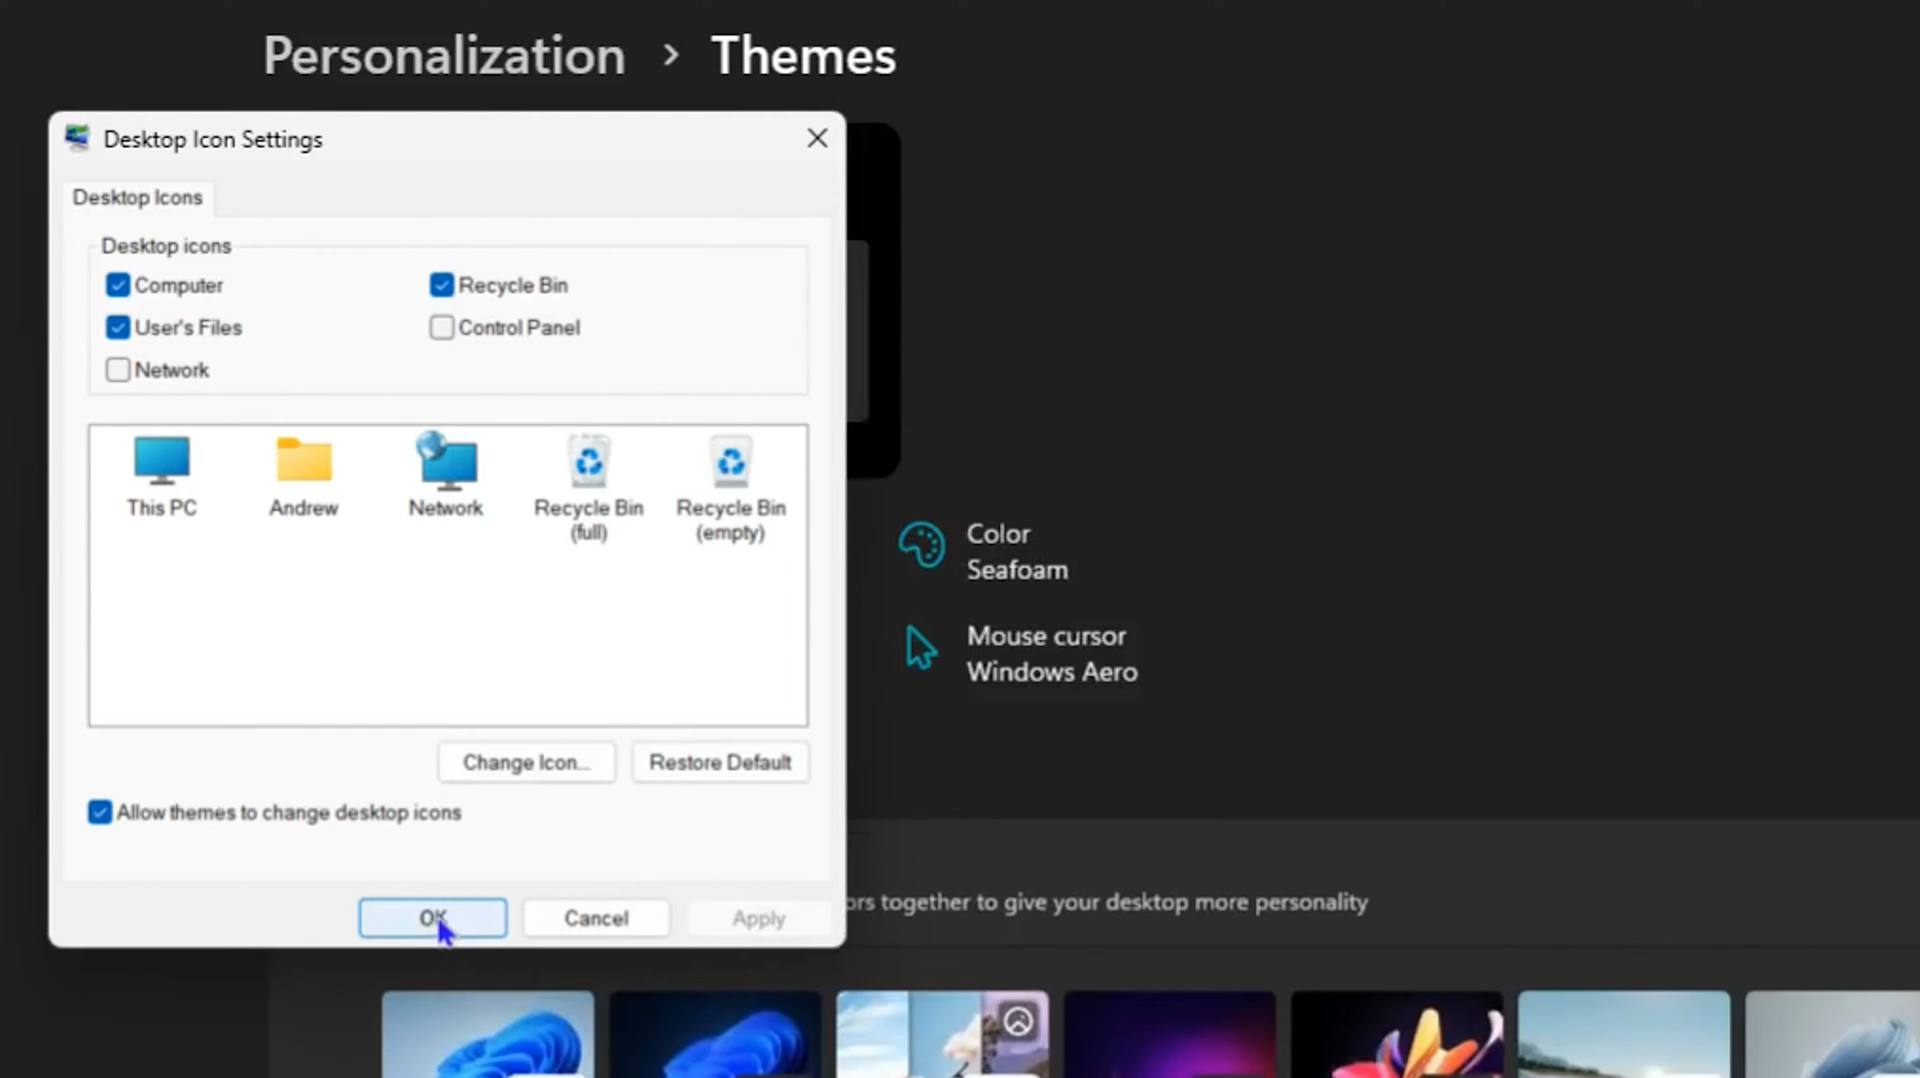 Personalization > Themes
Desktop Icon Settings
Desktop Icons
Desktop icons
Computer
Recycle Bin
User's Files
Control Panel
Network
This PC
Andrew
Network
Recycle Bin
(full)
Recycle Bin
(empty)
Color
Seafoam
Mouse cursor
Windows Aero
Change Icon...
Restore Default
Allow themes to change desktop icons
OK
Cancel
Apply
together to give your desktop more personality